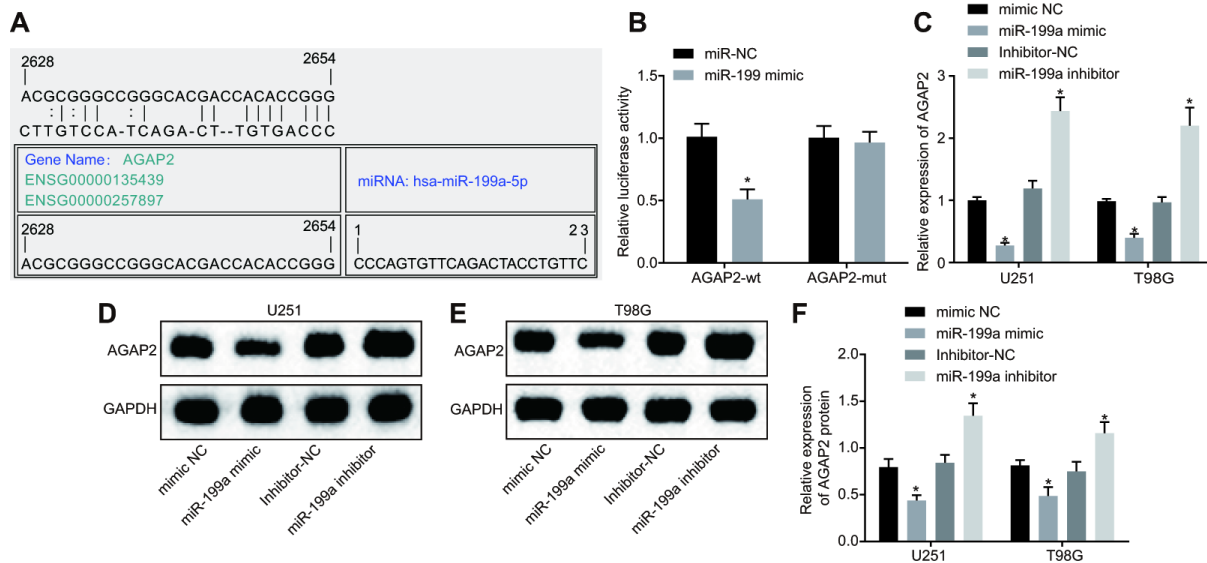 A
2628 2654
ACGCGGGCCGGGCACGACCACACCGGG
CTTGTCCA-TCAGA-CT--TGTGACCC
Gene Name: AGAP2
ENSG00000135439
ENSG00000257897
miRNA: hsa-miR-199a-5p
2628 2654
ACGCGGGCCGGGCACGACCACACCGGG
1 23
CCCAGTGTTCAGACTACCTGTTC
B
miR-NC
miR-199 mimic
Relative luciferase activity
1.5
1.0
0.5
0.0
*
AGAP2-wt AGAP2-mut
C
mimic NC
miR-199a mimic
Inhibitor-NC
miR-199a inhibitor
Relative expression of AGAP2
3
2
1
0
* * * *
U251 T98G
D
U251
AGAP2
GAPDH
mimic NC
miR-199a mimic
Inhibitor-NC
miR-199a inhibitor
E
T98G
AGAP2
GAPDH
mimic NC
miR-199a mimic
Inhibitor-NC
miR-199a inhibitor
F
mimic NC
miR-199a mimic
Inhibitor-NC
miR-199a inhibitor
Relative expression
of AGAP2 protein
2.0
1.5
1.0
0.5
0.0
* * * *
U251 T98G